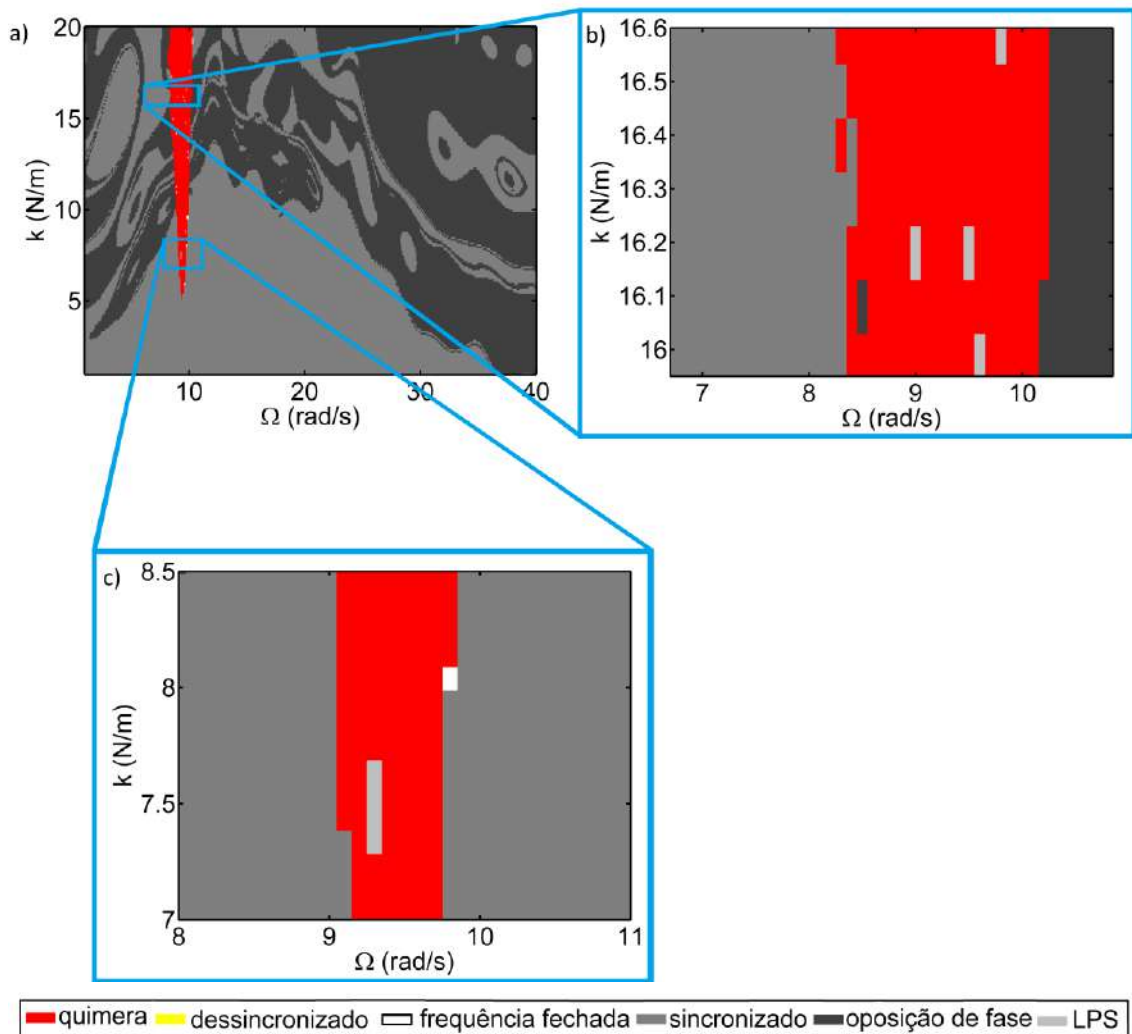 a)
20
15
10
5
k (N/m)
10 20 30 40
Ω (rad/s)
b)
16.6
16.5
16.4
16.3
16.2
16.1
16
k (N/m)
7 8 9 10
Ω (rad/s)
c)
8.5
8
7.5
7
k (N/m)
8 9 10 11
Ω (rad/s)
quimera dessincronizado frequência fechada sincronizado oposição de fase LPS